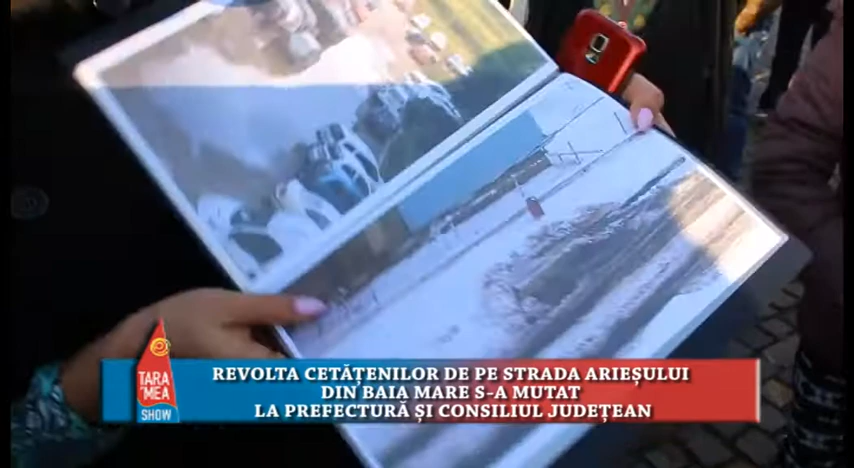 REVOLTA CETĂȚENILOR DE PE STRADA ARIEȘULUI
DIN BAIA MARE S-A MUTAT
LA PREFECTURĂ ȘI CONSILIUL JUDEȚEAN
TARA
'MEA
SHOW